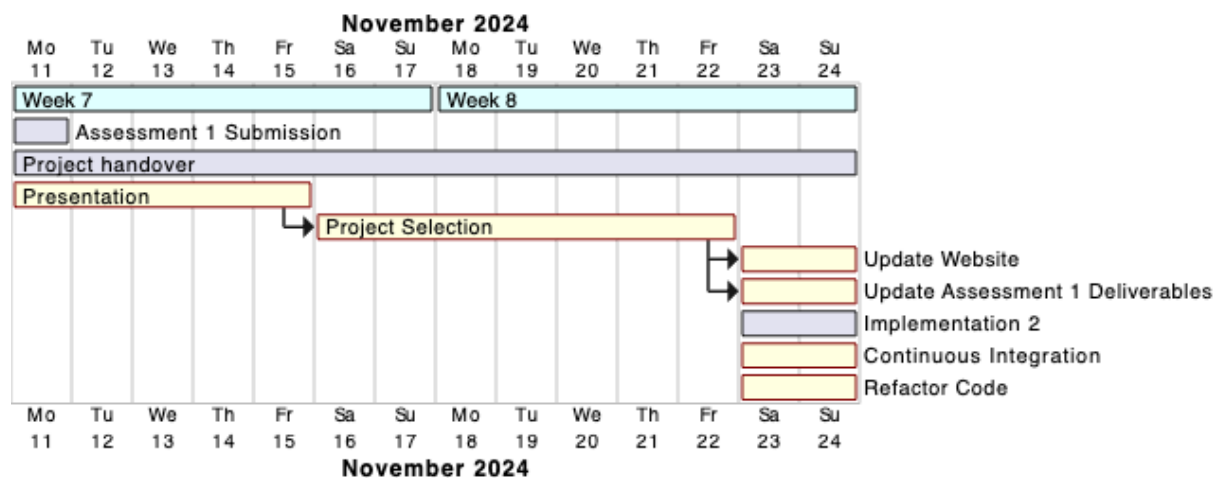 November 2024
Mo Tu We Th Fr Sa Su Mo Tu We Th Fr Sa Su
11 12 13 14 15 16 17 18 19 20 21 22 23 24
Week 7 Week 8
Assessment 1 Submission
Project handover
Presentation
Project Selection
Update Website
Update Assessment 1 Deliverables
Implementation 2
Continuous Integration
Refactor Code
Mo Tu We Th Fr Sa Su Mo Tu We Th Fr Sa Su
11 12 13 14 15 16 17 18 19 20 21 22 23 24
November 2024